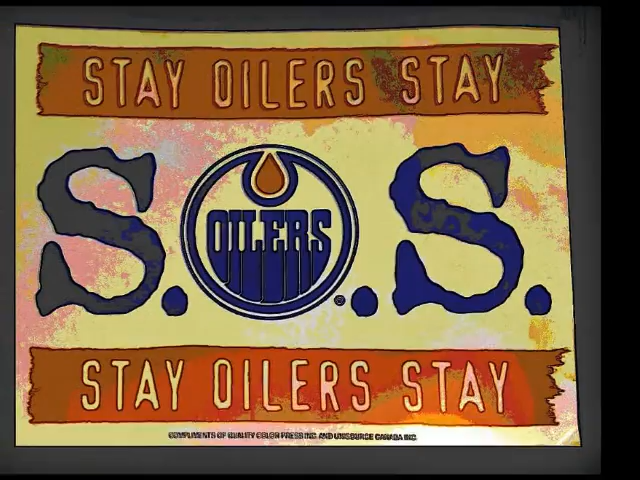 STAY OILERS STAY
S.OILERS.S.
®
STAY OILERS STAY
COMPLIMENTS OF QUALITY COLOR PRESS INC. AND UNISOURCE CANADA INC.